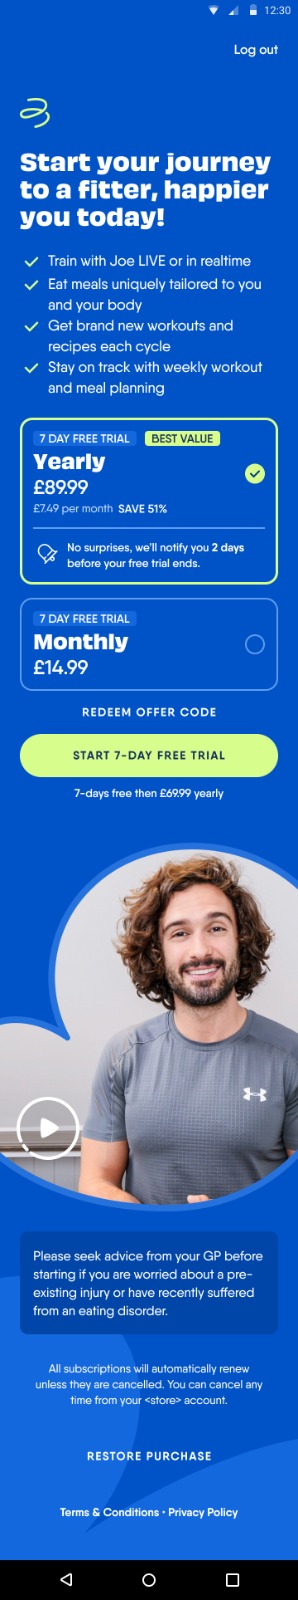 12:30
Log out
Start your journey
to a fitter, happier
you today!
Train with Joe LIVE or in realtime
Eat meals uniquely tailored to you
and your body
Get brand new workouts and
recipes each cycle
Stay on track with weekly workout
and meal planning
7 DAY FREE TRIAL BEST VALUE
Yearly
£89.99
£7.49 per month SAVE 51%
No surprises, we'll notify you 2 days
before your free trial ends.
7 DAY FREE TRIAL
Monthly
£14.99
REDEEM OFFER CODE
START 7-DAY FREE TRIAL
7-days free then £69.99 yearly
Please seek advice from your GP before
starting if you are worried about a pre-
existing injury or have recently suffered
from an eating disorder.
All subscriptions will automatically renew
unless they are cancelled. You can cancel any
time from your <store> account.
RESTORE PURCHASE
Terms & Conditions • Privacy Policy